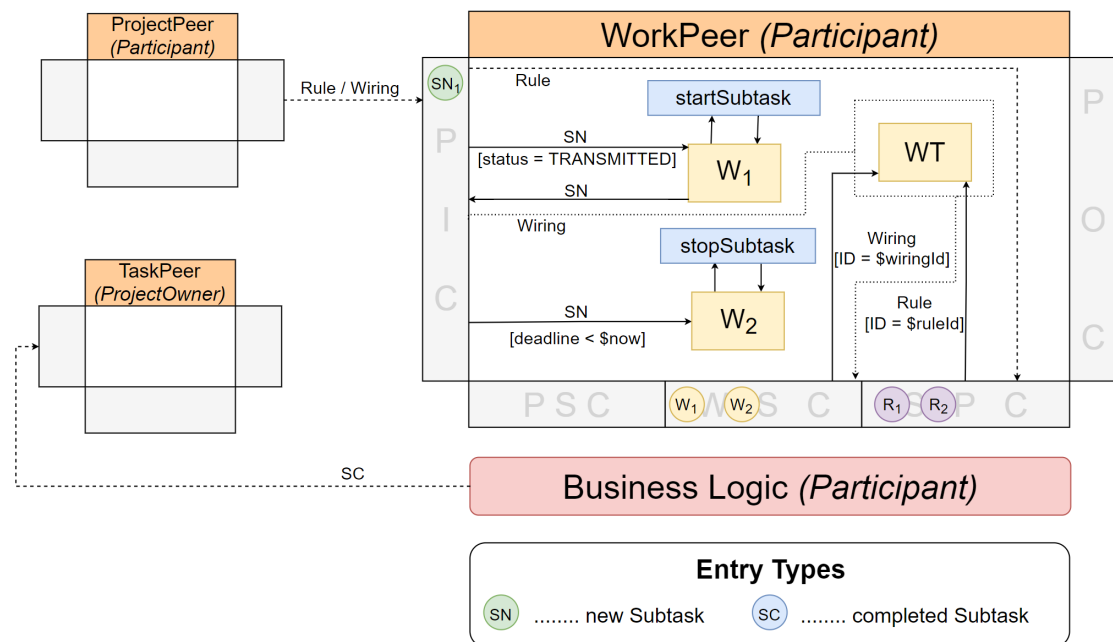 ProjectPeer
(Participant)
Rule / Wiring
WorkPeer (Participant)
SN1
Rule
startSubtask
P
I
C
P
O
C
SN
[status = TRANSMITTED]
W1
WT
SN
Wiring
stopSubtask
Wiring
[ID = $wiringId]
TaskPeer
(ProjectOwner)
SN
[deadline < $now]
W2
Rule
[ID = $ruleId]
P S C
W S C
W1
W2
S P C
R1
R2
SC
Business Logic (Participant)
Entry Types
SN ........ new Subtask
SC ........ completed Subtask